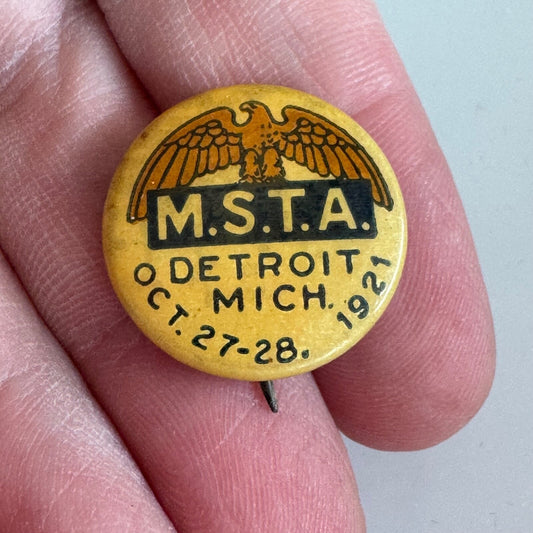 M.S.T.A.
DETROIT
MICH.
OCT. 27-28. 1921